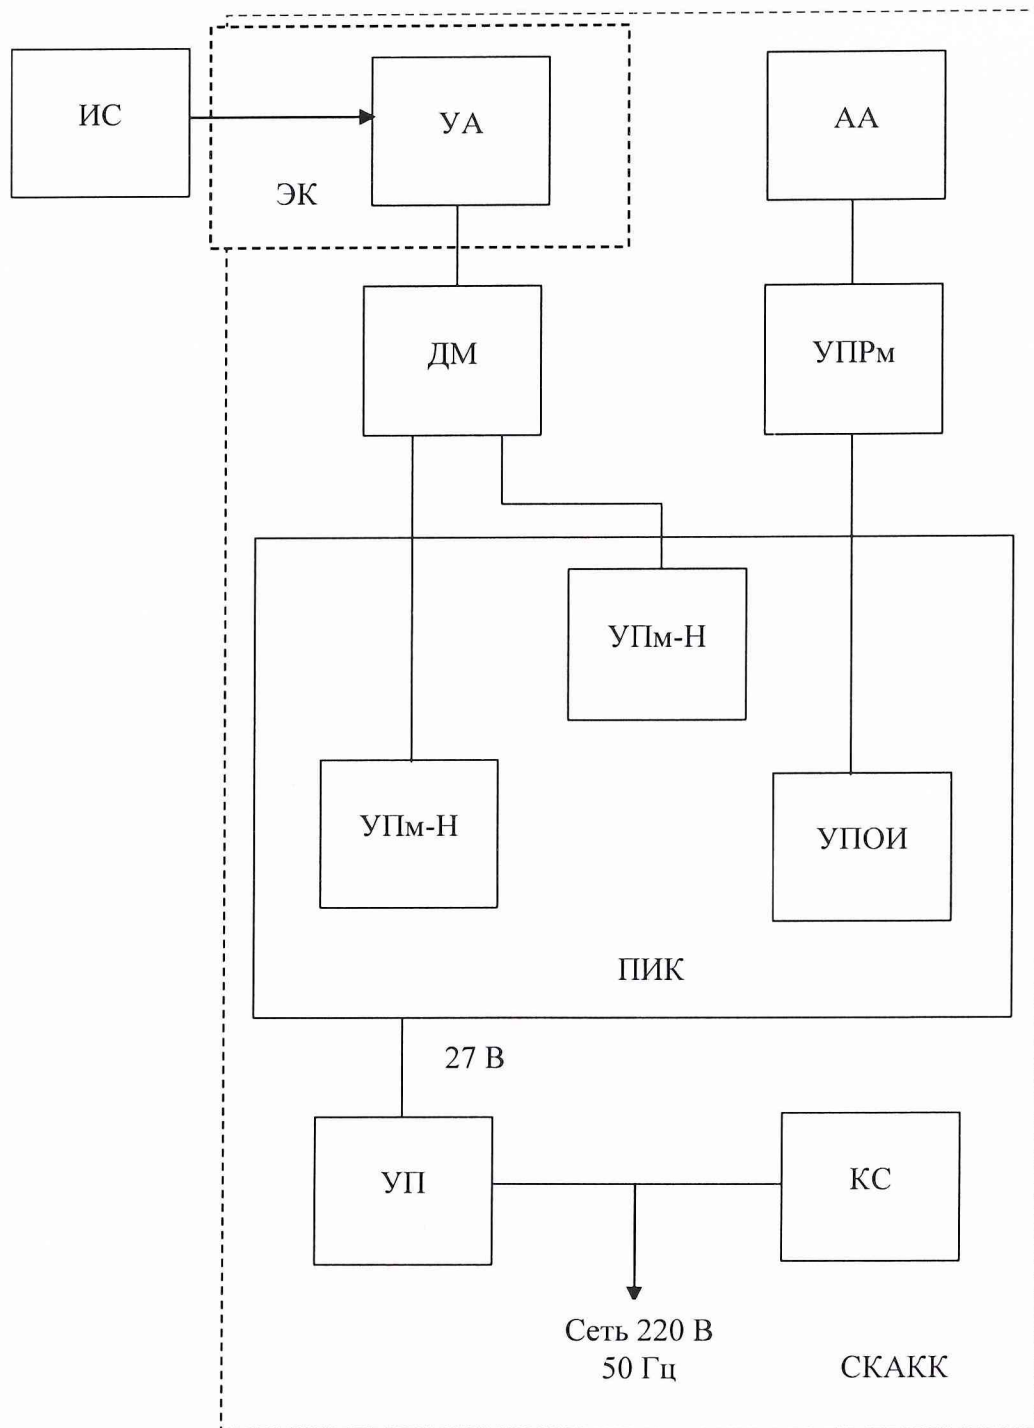 ИС
УА
АА
ЭК
ДМ
УПРм
УПм-Н
УПм-Н
УПОИ
ПИК
27 В
УП
КС
Сеть 220 В
50 Гц
СКАКК